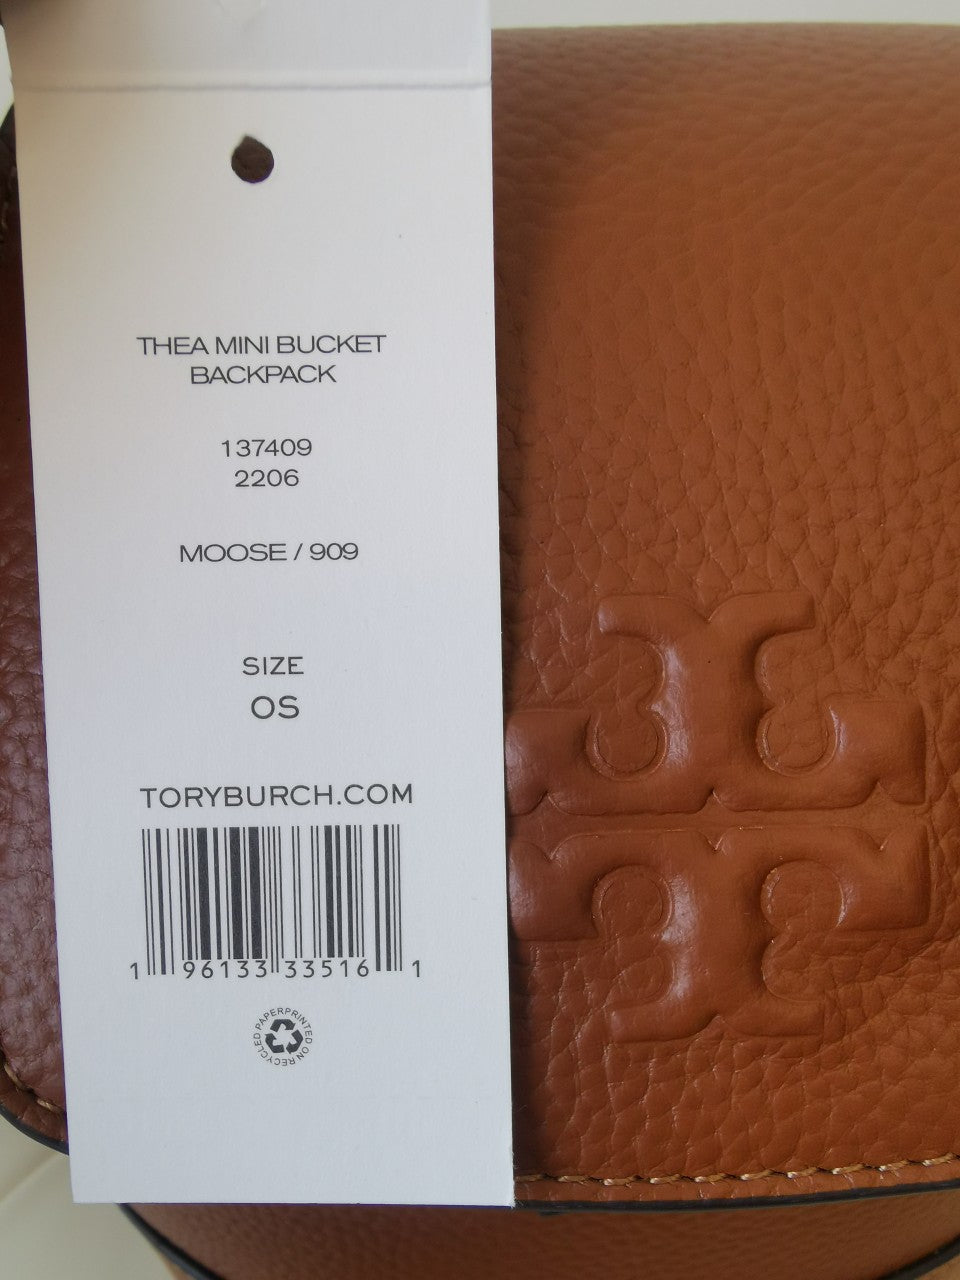 THEA MINI BUCKET
BACKPACK
137409
2206
MOOSE / 909
SIZE
OS
TORYBURCH.COM
1 96133 33516 1
PRINTED ON RECYCLED PAPER